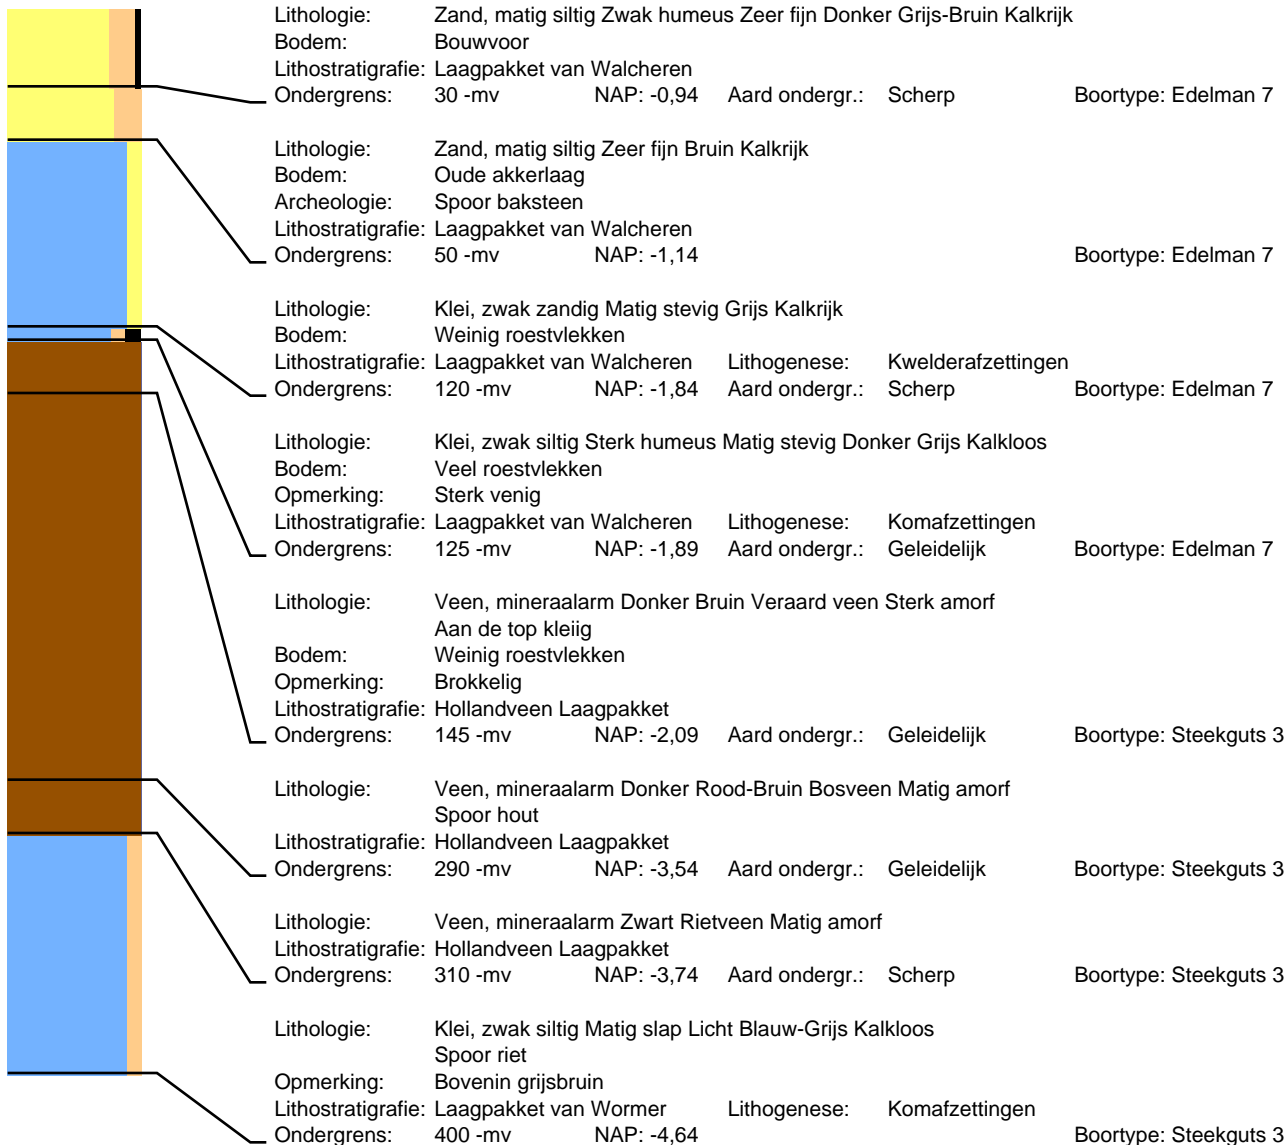 Lithologie: Zand, matig siltig Zwak humeus Zeer fijn Donker Grijs-Bruin Kalkrijk
Bodem: Bouwvoor
Lithostratigrafie: Laagpakket van Walcheren
Ondergrens: 30 -mv NAP: -0,94 Aard ondergr.: Scherp Boortype: Edelman 7
Lithologie: Zand, matig siltig Zeer fijn Bruin Kalkrijk
Bodem: Oude akkerlaag
Archeologie: Spoor baksteen
Lithostratigrafie: Laagpakket van Walcheren
Ondergrens: 50 -mv NAP: -1,14 Boortype: Edelman 7
Lithologie: Klei, zwak zandig Matig stevig Grijs Kalkrijk
Bodem: Weinig roestvlekken
Lithostratigrafie: Laagpakket van Walcheren Lithogenese: Kwelderafzettingen
Ondergrens: 120 -mv NAP: -1,84 Aard ondergr.: Scherp Boortype: Edelman 7
Lithologie: Klei, zwak siltig Sterk humeus Matig stevig Donker Grijs Kalkloos
Bodem: Veel roestvlekken
Opmerking: Sterk venig
Lithostratigrafie: Laagpakket van Walcheren Lithogenese: Komafzettingen
Ondergrens: 125 -mv NAP: -1,89 Aard ondergr.: Geleidelijk Boortype: Edelman 7
Lithologie: Veen, mineraalarm Donker Bruin Veraard veen Sterk amorf
Aan de top kleiig
Bodem: Weinig roestvlekken
Opmerking: Brokkelig
Lithostratigrafie: Hollandveen Laagpakket
Ondergrens: 145 -mv NAP: -2,09 Aard ondergr.: Geleidelijk Boortype: Steekguts 3
Lithologie: Veen, mineraalarm Donker Rood-Bruin Bosveen Matig amorf
Spoor hout
Lithostratigrafie: Hollandveen Laagpakket
Ondergrens: 290 -mv NAP: -3,54 Aard ondergr.: Geleidelijk Boortype: Steekguts 3
Lithologie: Veen, mineraalarm Zwart Rietveen Matig amorf
Lithostratigrafie: Hollandveen Laagpakket
Ondergrens: 310 -mv NAP: -3,74 Aard ondergr.: Scherp Boortype: Steekguts 3
Lithologie: Klei, zwak siltig Matig slap Licht Blauw-Grijs Kalkloos
Spoor riet
Opmerking: Bovenin grijsbruin
Lithostratigrafie: Laagpakket van Wormer Lithogenese: Komafzettingen
Ondergrens: 400 -mv NAP: -4,64 Boortype: Steekguts 3